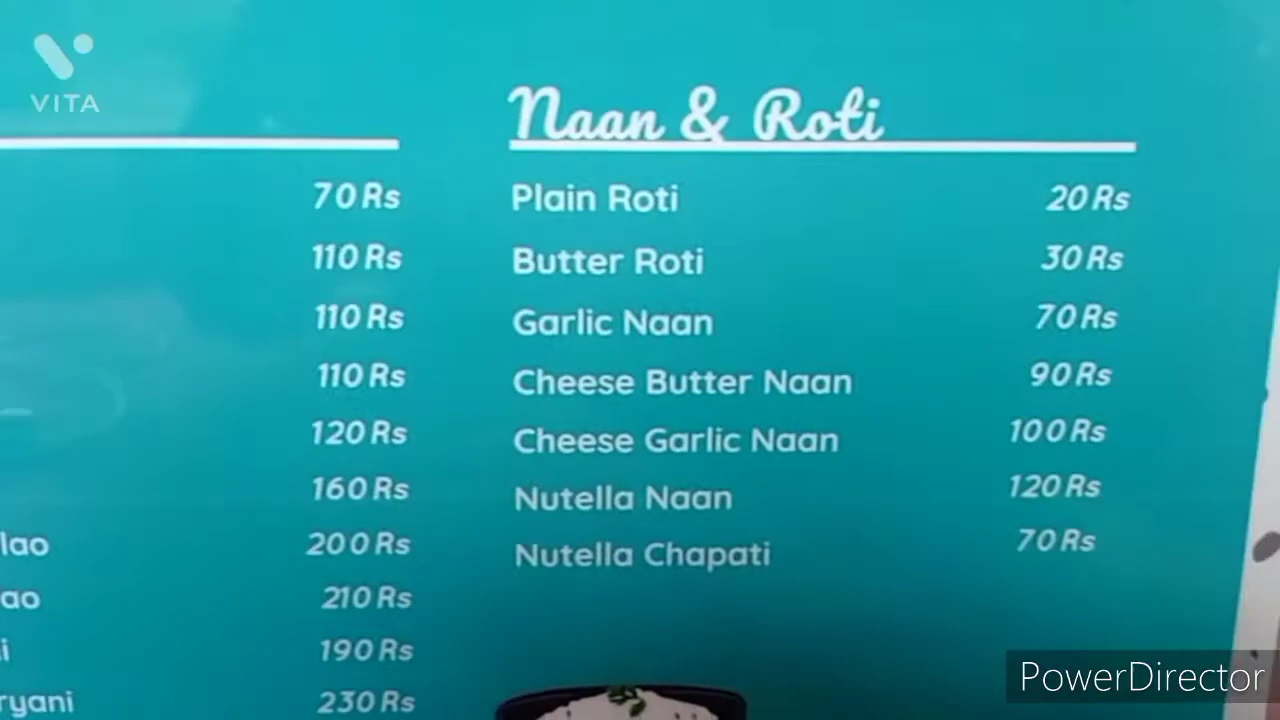 VITA
Naan & Roti
70 Rs
110 Rs
110 Rs
110 Rs
120 Rs
160 Rs
lao 200 Rs
ao 210 Rs
i 190 Rs
ryani 230 Rs
Plain Roti 20 Rs
Butter Roti 30 Rs
Garlic Naan 70 Rs
Cheese Butter Naan 90 Rs
Cheese Garlic Naan 100 Rs
Nutella Naan 120 Rs
Nutella Chapati 70 Rs
PowerDirector